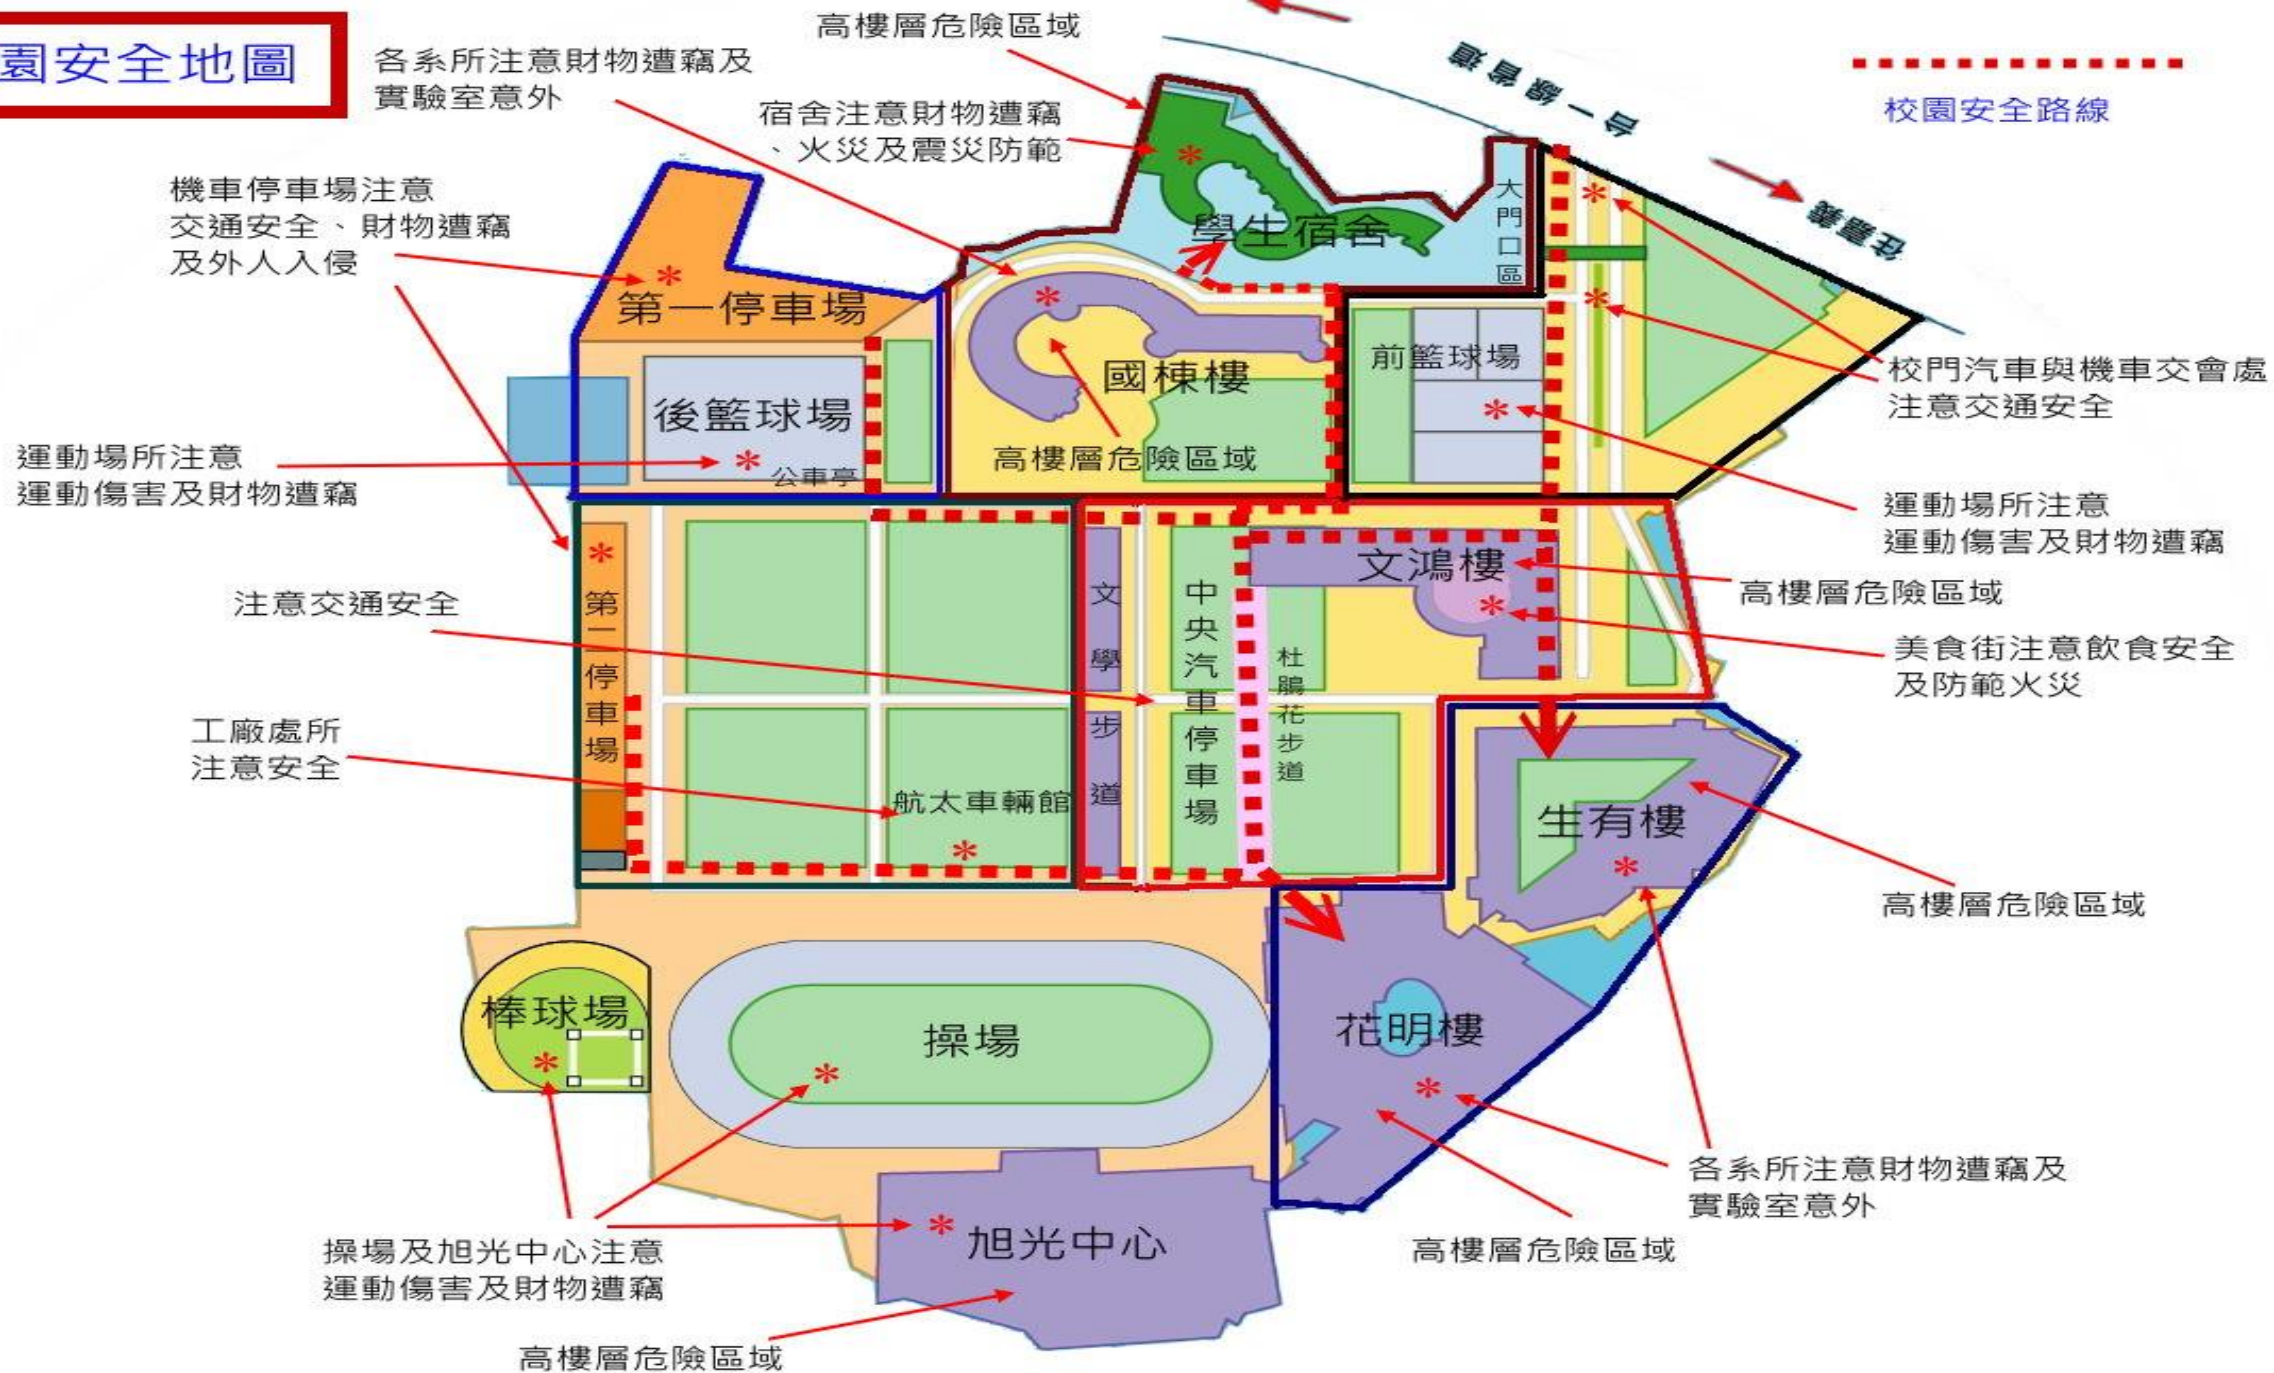 園安全地圖
各系所注意財物遭竊及
實驗室意外
高樓層危險區域
宿舍注意財物遭竊
、火災及震災防範
台一線省道
往嘉義
校園安全路線
機車停車場注意
交通安全、財物遭竊
及外人入侵
學生宿舍
大門口區
第一停車場
國棟樓
前籃球場
校門汽車與機車交會處
注意交通安全
後籃球場
公車亭
高樓層危險區域
運動場所注意
運動傷害及財物遭竊
運動場所注意
運動傷害及財物遭竊
文鴻樓
高樓層危險區域
注意交通安全
第二停車場
文學步道
中央汽車停車場
杜鵑花步道
美食街注意飲食安全
及防範火災
工廠處所
注意安全
航太車輛館
生有樓
高樓層危險區域
棒球場
操場
花明樓
各系所注意財物遭竊及
實驗室意外
操場及旭光中心注意
運動傷害及財物遭竊
旭光中心
高樓層危險區域
高樓層危險區域